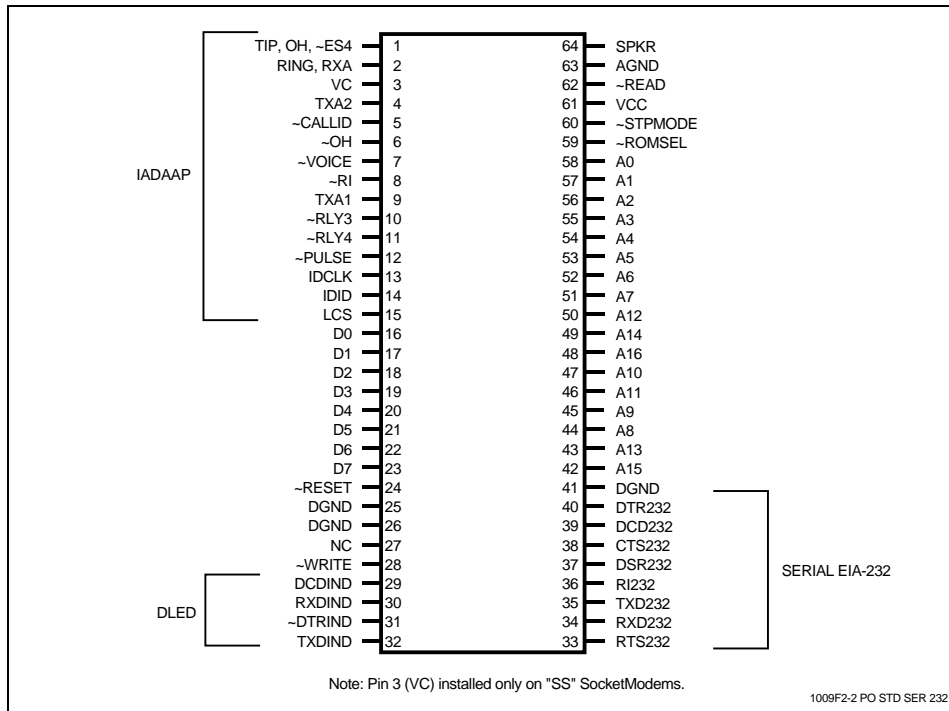 TIP, OH, ~ES4 1 64 SPKR
RING, RXA 2 63 AGND
VC 3 62 ~READ
TXA2 4 61 VCC
~CALLID 5 60 ~STPMODE
~OH 6 59 ~ROMSEL
~VOICE 7 58 A0
IADAAP
~RI 8 57 A1
TXA1 9 56 A2
~RLY3 10 55 A3
~RLY4 11 54 A4
~PULSE 12 53 A5
IDCLK 13 52 A6
IDID 14 51 A7
LCS 15 50 A12
D0 16 49 A14
D1 17 48 A16
D2 18 47 A10
D3 19 46 A11
D4 20 45 A9
D5 21 44 A8
D6 22 43 A13
D7 23 42 A15
~RESET 24 41 DGND
DGND 25 40 DTR232
DGND 26 39 DCD232
NC 27 38 CTS232
~WRITE 28 37 DSR232
SERIAL EIA-232
DCDIND 29 36 RI232
RXDIND 30 35 TXD232
DLED
~DTRIND 31 34 RXD232
TXDIND 32 33 RTS232
Note: Pin 3 (VC) installed only on "SS" SocketModems.
1009F2-2 PO STD SER 232